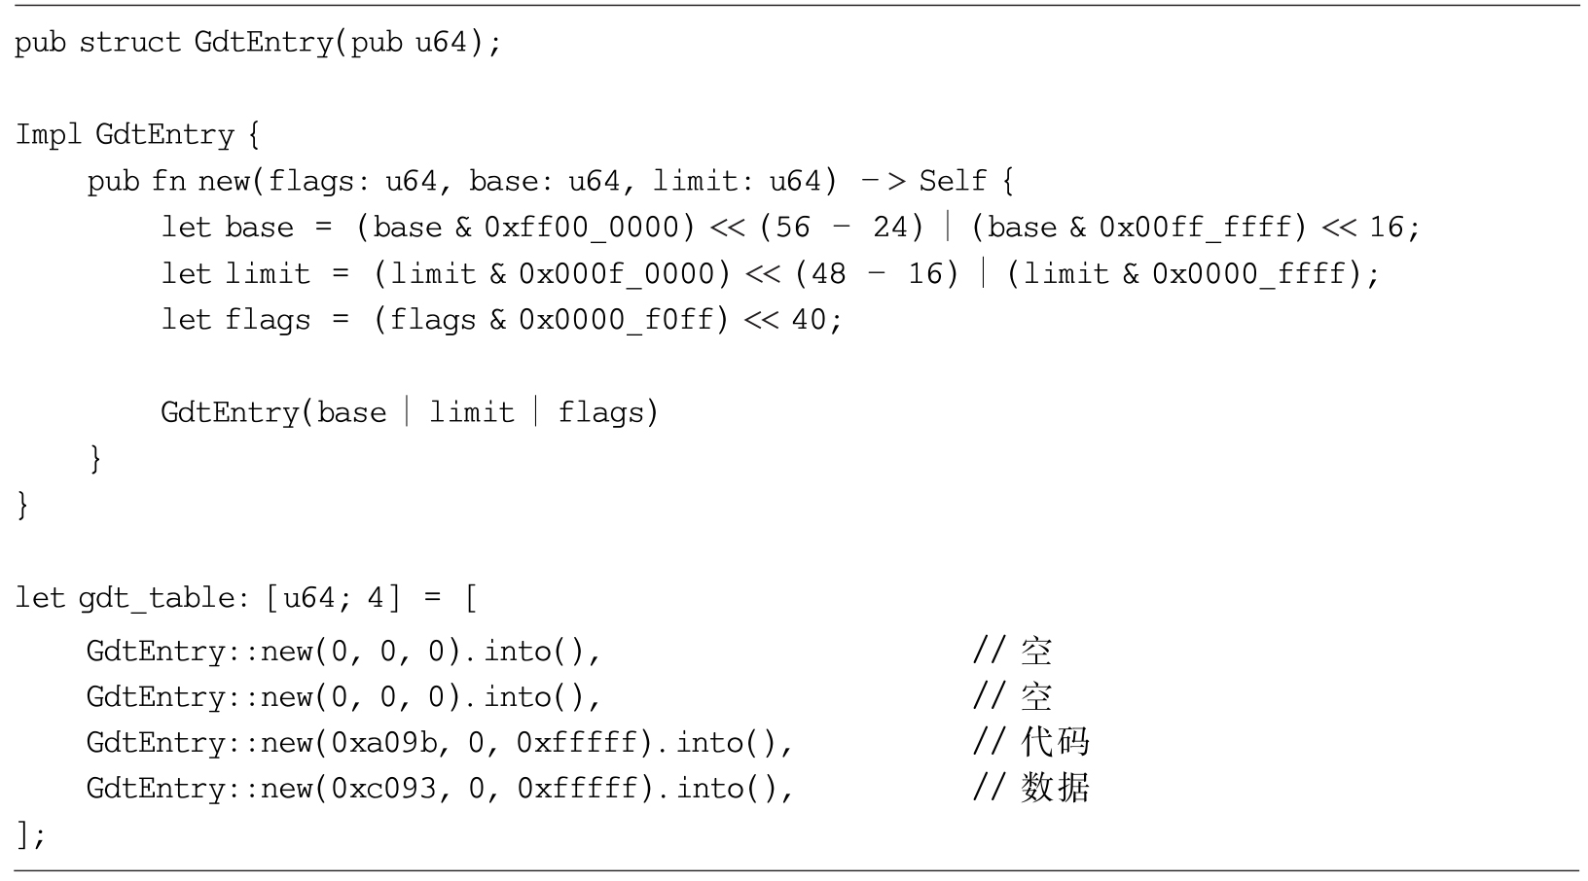 pub struct GdtEntry(pub u64);
Impl GdtEntry {
pub fn new(flags: u64, base: u64, limit: u64) -> Self {
let base = (base & 0xff00_0000) << (56 - 24) | (base & 0x00ff_ffff) << 16;
let limit = (limit & 0x000f_0000) << (48 - 16) | (limit & 0x0000_ffff);
let flags = (flags & 0x0000_f0ff) << 40;
GdtEntry(base | limit | flags)
}
}
let gdt_table: [u64; 4] = [
GdtEntry::new(0, 0, 0).into(), // 空
GdtEntry::new(0, 0, 0).into(), // 空
GdtEntry::new(0xa09b, 0, 0xfffff).into(), // 代码
GdtEntry::new(0xc093, 0, 0xfffff).into(), // 数据
];